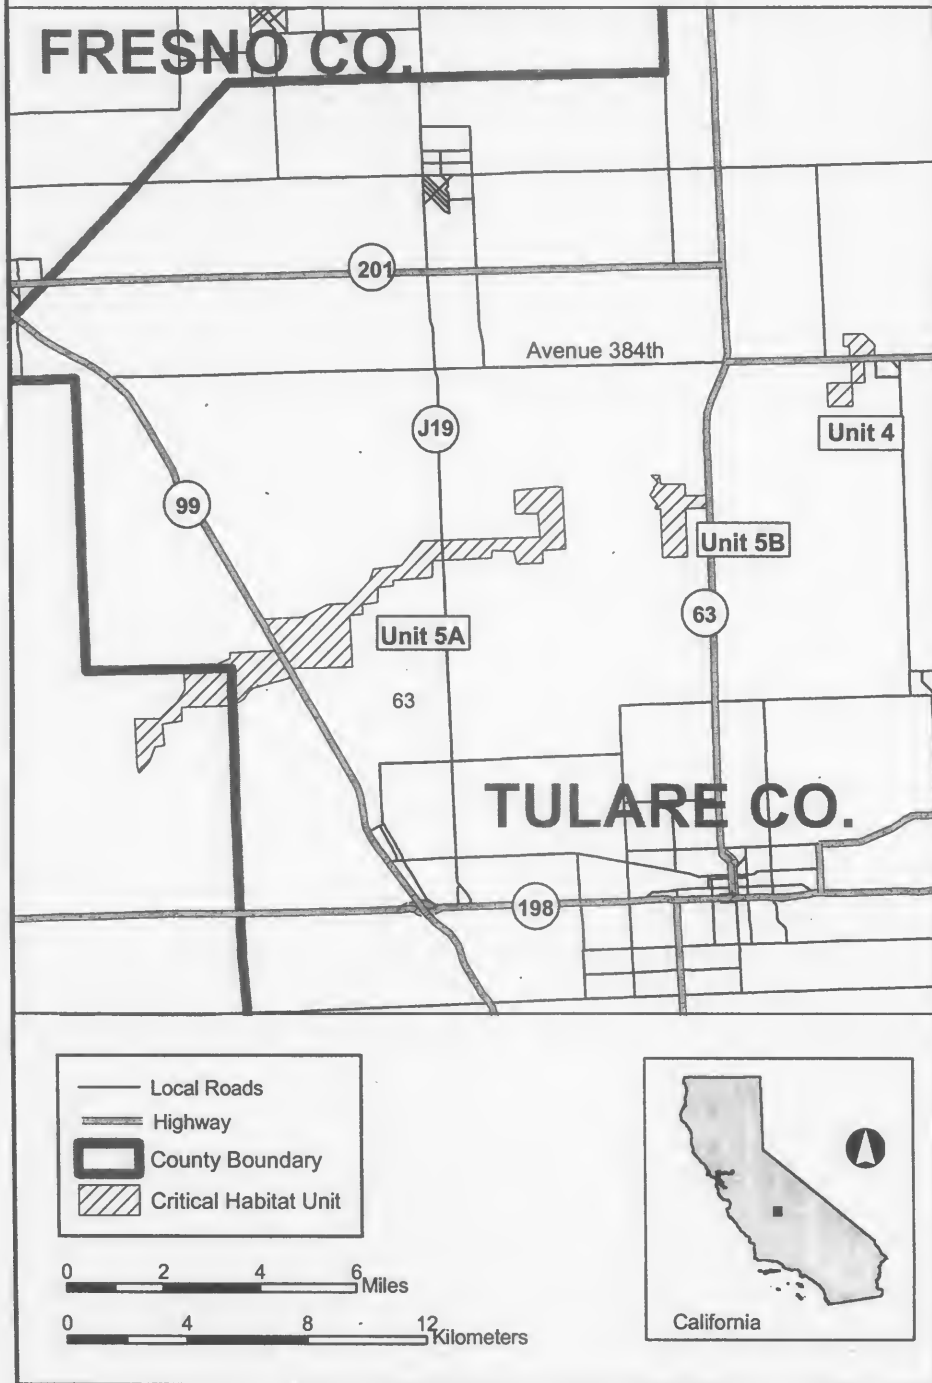 FRESNO CO.
201
Avenue 384th
J19
Unit 4
99
Unit 5B
63
Unit 5A
63
TULARE CO.
198
Local Roads
Highway
County Boundary
Critical Habitat Unit
0 2 4 6 Miles
0 4 8 12 Kilometers
California